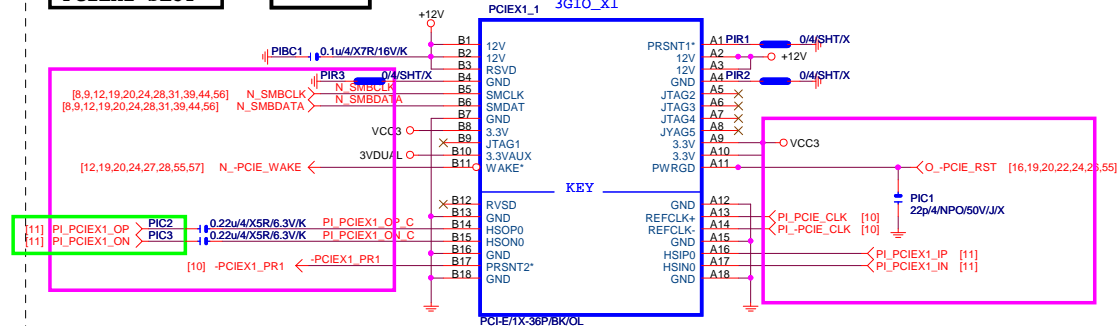 3GIO_X1
PCIEX1_1
+12V
B1 12V PRSNT1* A1 PIR1 0/4/SHT/X
PIBC1 0.1u/4/X7R/16V/K B2 12V 12V A2 +12V
B3 RSVD 12V A3
PIR3 0/4/SHT/X B4 GND GND A4 PIR2 0/4/SHT/X
[8,9,12,19,20,24,28,31,39,44,56] N_SMBCLK N_SMBCLK B5 SMCLK JTAG2 A5
[8,9,12,19,20,24,28,31,39,44,56] N_SMBDATA N_SMBDATA B6 SMDAT JTAG3 A6
B7 GND JTAG4 A7
VCC3 B8 3.3V JYAG5 A8
B9 JTAG1 3.3V A9 VCC3
3VDUAL B10 3.3VAUX 3.3V A10
[12,19,20,24,27,28,55,57] N_-PCIE_WAKE B11 WAKE* PWRGD A11 O_-PCIE_RST [16,19,20,22,24,26,55]
KEY
PIC1
22p/4/NPO/50V/J/X
B12 RVSD GND A12
B13 GND REFCLK+ A13 PI_PCIE_CLK [10]
[11] PI_PCIEX1_OP PIC2 0.22u/4/X5R/6.3V/K PI_PCIEX1_OP_C B14 HSOP0 REFCLK- A14 PI_-PCIE_CLK [10]
[11] PI_PCIEX1_ON PIC3 0.22u/4/X5R/6.3V/K PI_PCIEX1_ON_C B15 HSON0 GND A15
B16 GND HSIP0 A16 PI_PCIEX1_IP [11]
[10] -PCIEX1_PR1 -PCIEX1_PR1 B17 PRSNT2* HSIN0 A17 PI_PCIEX1_IN [11]
B18 GND GND A18
PCI-E/1X-36P/BK/OL